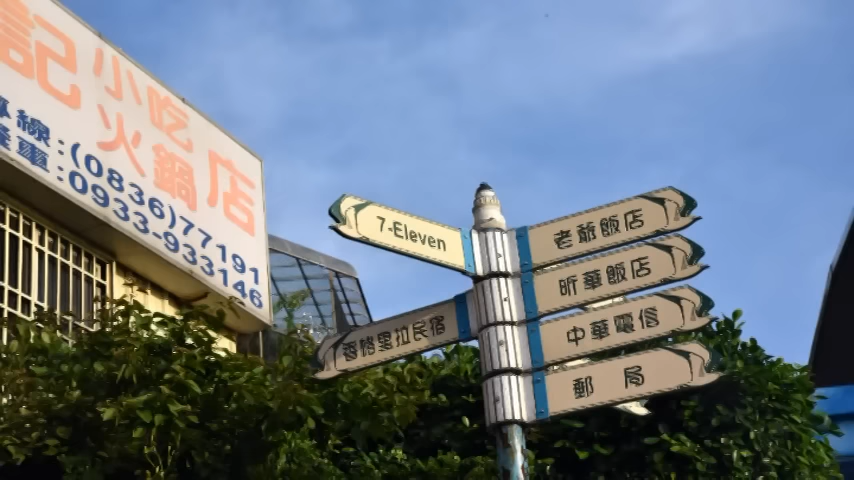 記 小吃 店
火鍋
專線:(0836)77191
0933-933146
7-Eleven
香格里拉民宿
老爺飯店
昕華飯店
中華電信
郵局